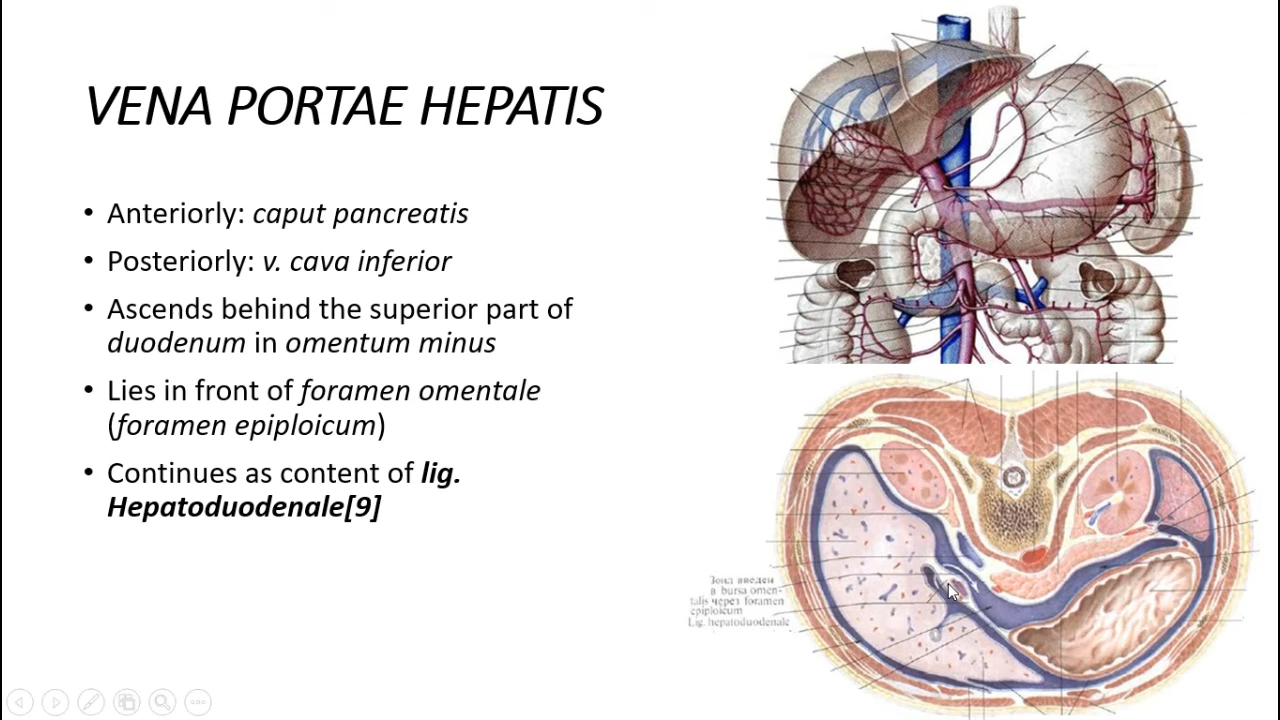 VENA PORTAE HEPATIS
• Anteriorly: caput pancreatis
• Posteriorly: v. cava inferior
• Ascends behind the superior part of
duodenum in omentum minus
• Lies in front of foramen omentale
(foramen epiploicum)
• Continues as content of lig.
Hepatoduodenale[9]
Зонд введен
в bursa omen-
talis через foramen
epiploicum
Lig. hepatoduodenale